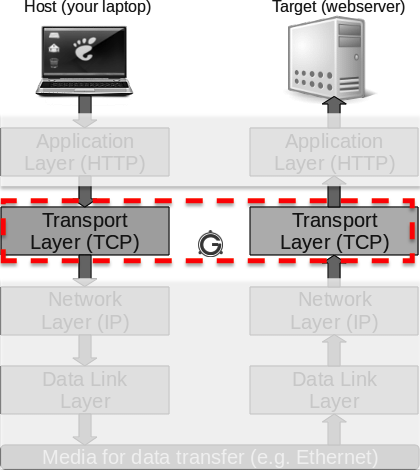 Host (your laptop)
Target (webserver)
Application
Layer (HTTP)
Application
Layer (HTTP)
Transport
Layer (TCP)
G
Transport
Layer (TCP)
Network
Layer (IP)
Network
Layer (IP)
Data Link
Layer
Data Link
Layer
Media for data transfer (e.g. Ethernet)